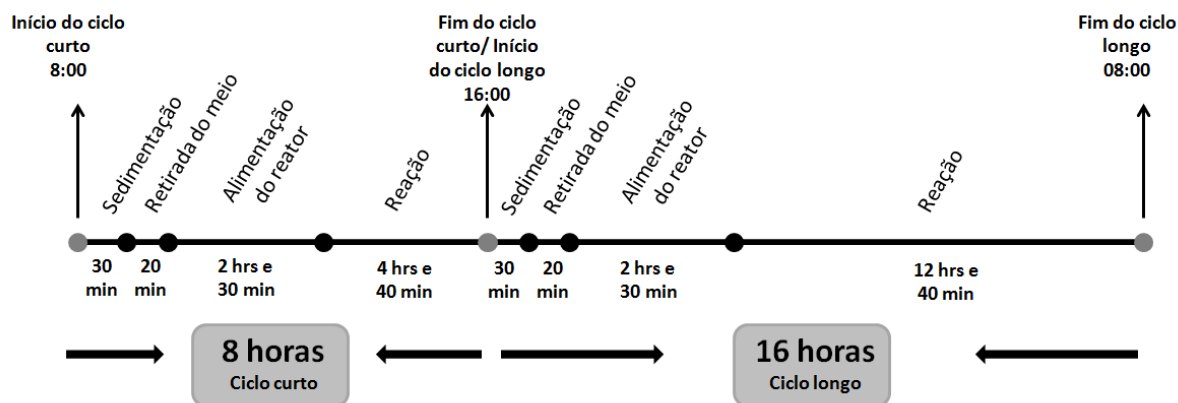 Início do ciclo
curto
8:00
Fim do ciclo
curto/ Início
do ciclo longo
16:00
Fim do ciclo
longo
08:00
Sedimentação
Retirada do meio
Alimentação
do reator
Reação
Sedimentação
Retirada do meio
Alimentação
do reator
Reação
30
min
20
min
2 hrs e
30 min
4 hrs e
40 min
30
min
20
min
2 hrs e
30 min
12 hrs e
40 min
8 horas
Ciclo curto
16 horas
Ciclo longo